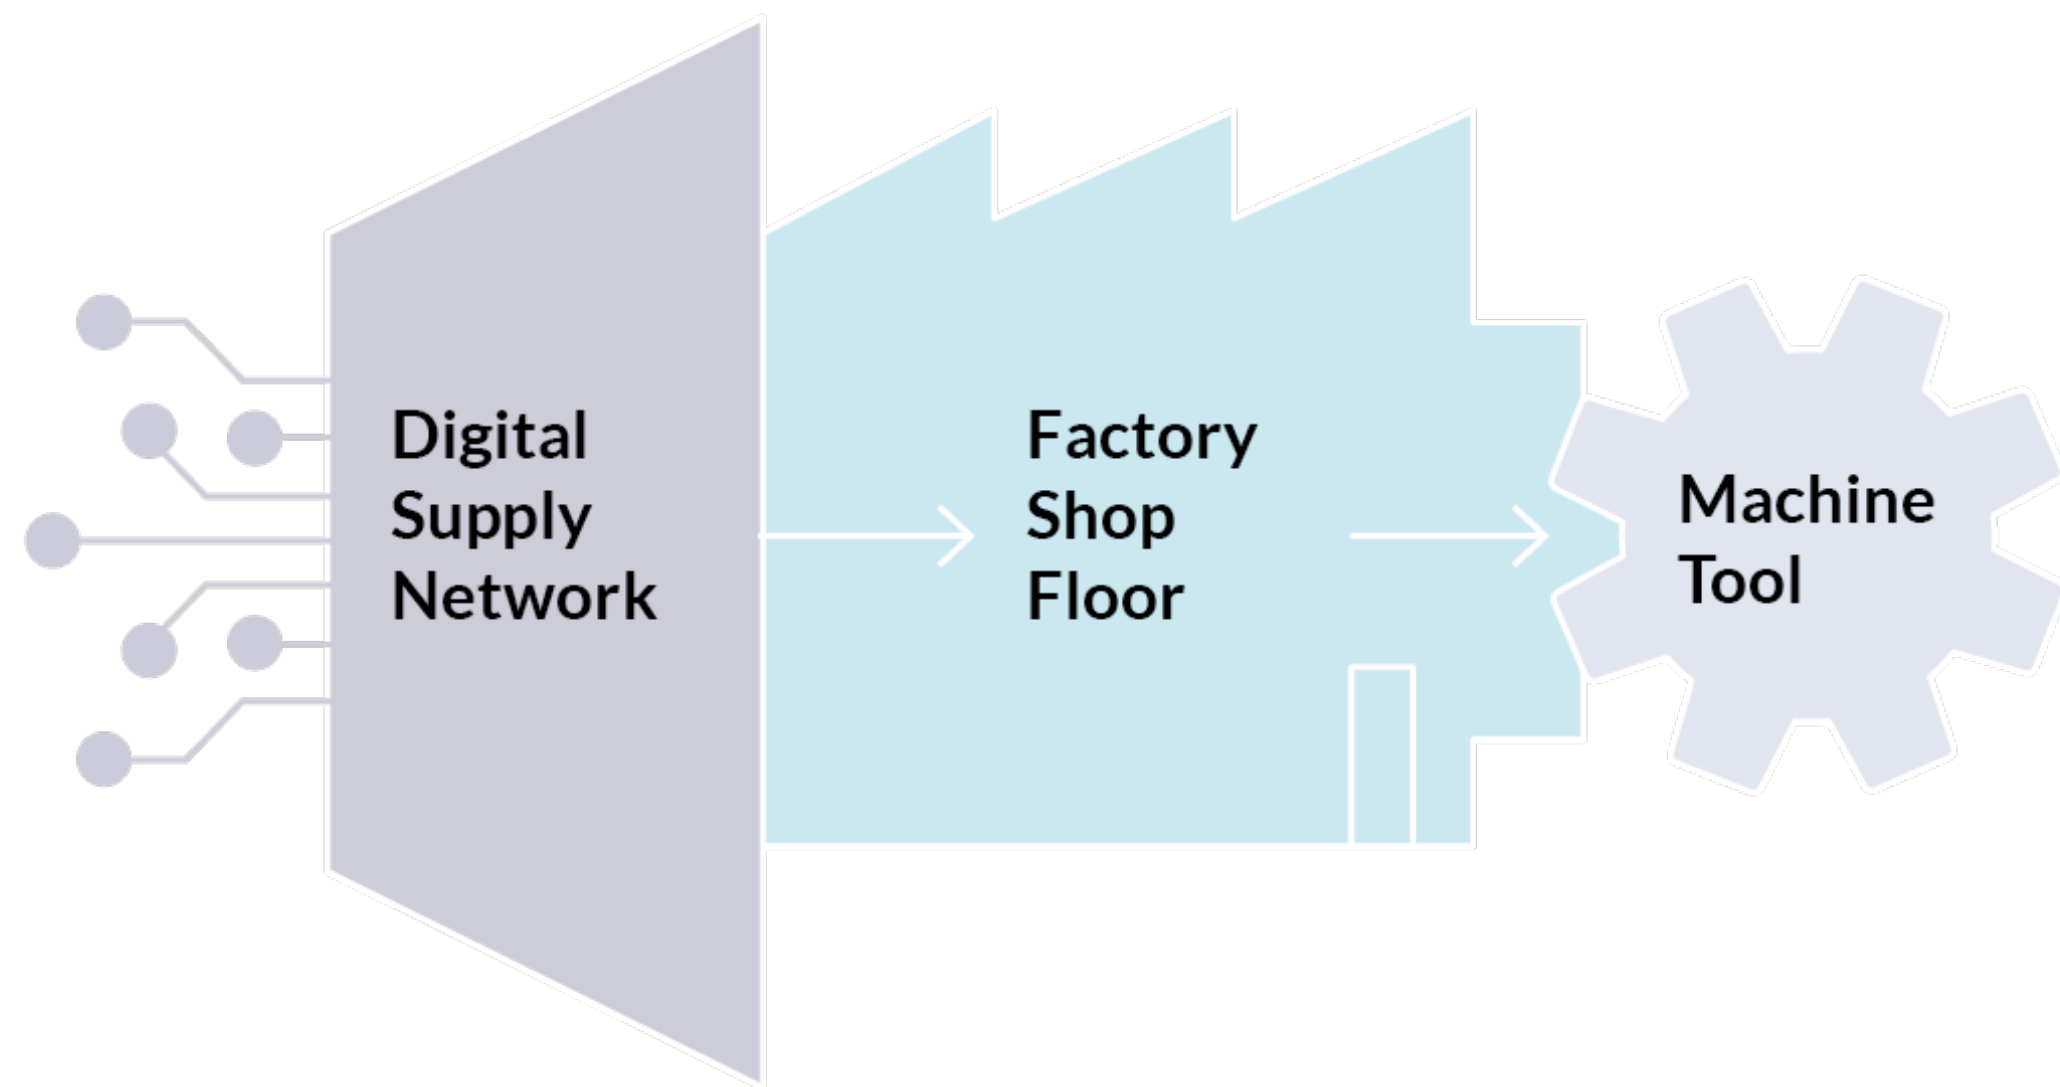 Digital
Supply
Network
Factory
Shop
Floor
Machine
Tool